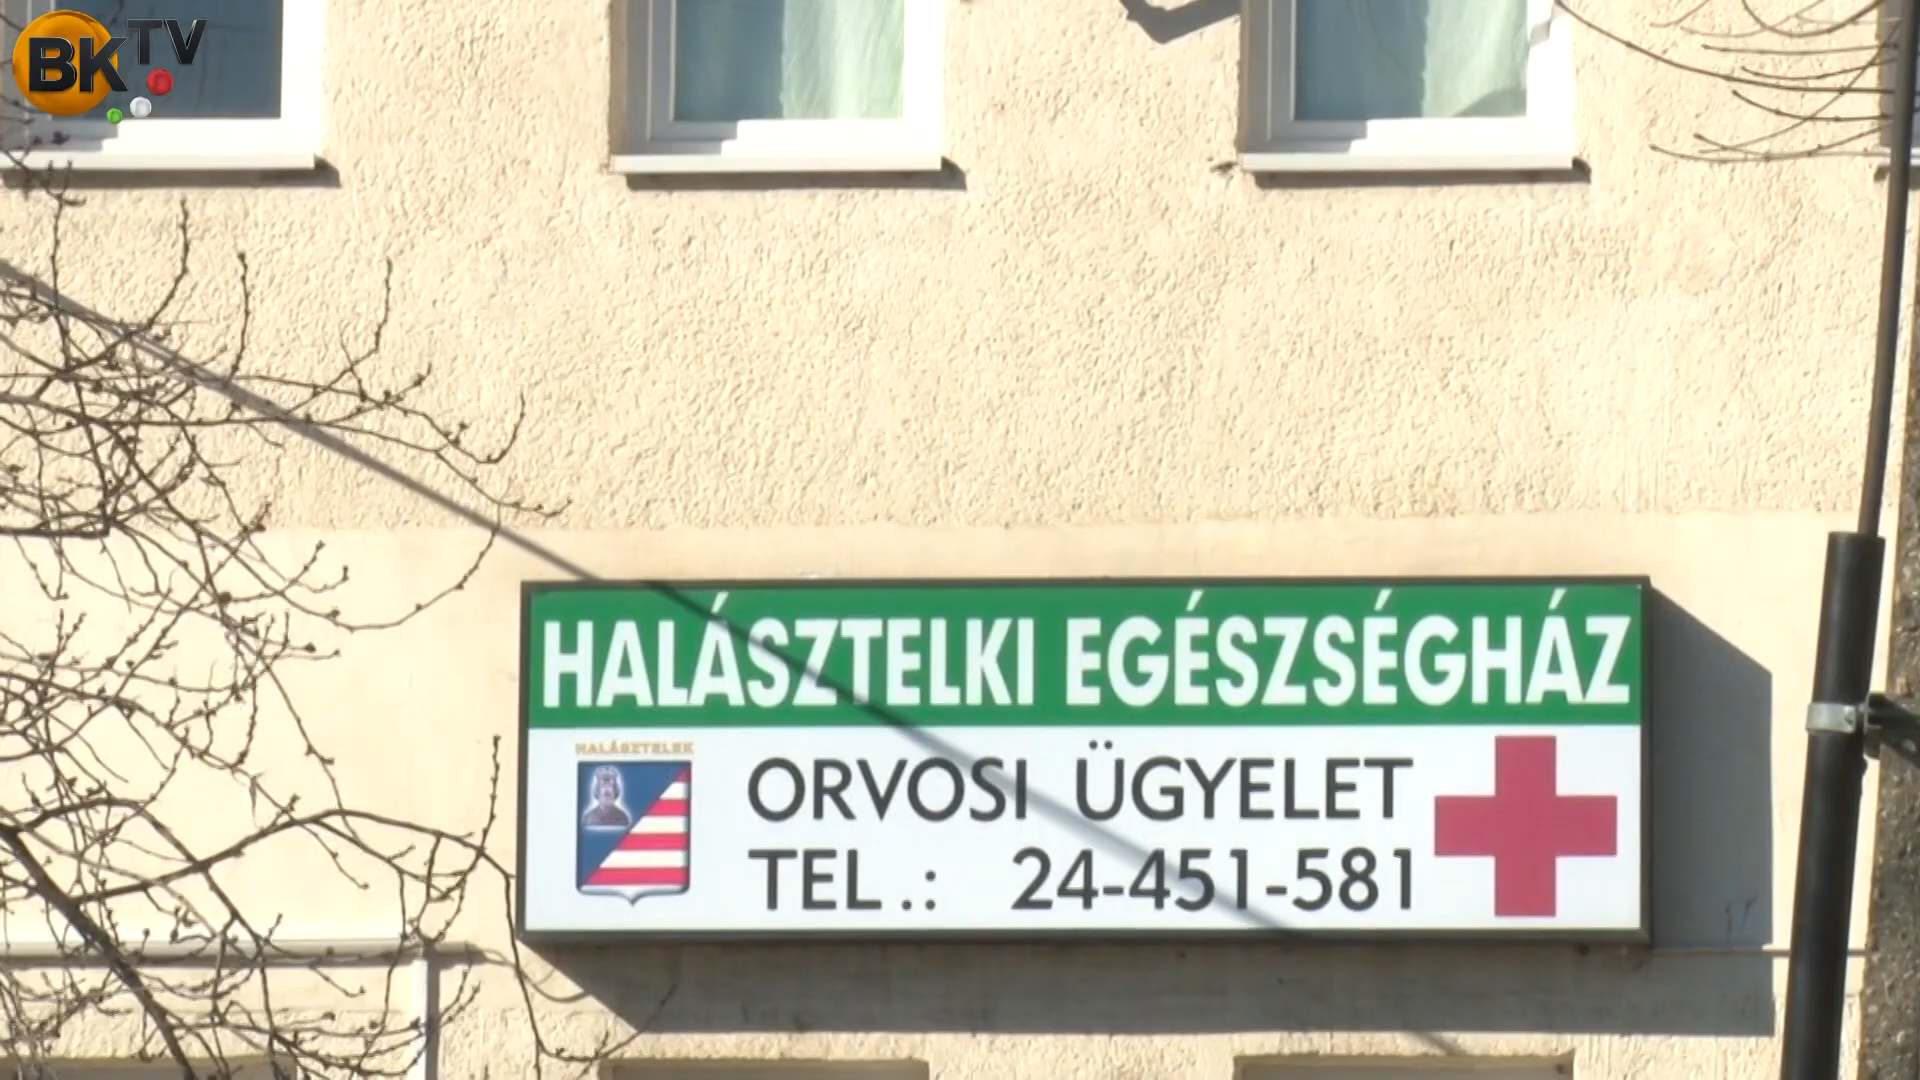 BKTV
HALÁSZTELKI EGÉSZSÉGHÁZ
HALÁSZTELEK
ORVOSI ÜGYELET
TEL.: 24-451-581